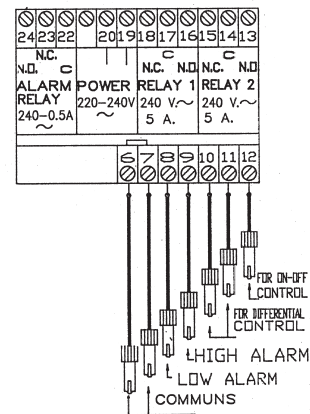 24 23 22 20 19 18 17 16 15 14 13
N.C. C C
N.O. C N.C. N.O. N.C. N.O.
ALARM POWER RELAY 1 RELAY 2
RELAY 220-240V 240 V.~ 240 V.~
240-0.5A ~ 5 A. 5 A.
~
6 7 8 9 10 11 12
FOR ON-OFF
CONTROL
FOR DIFFERENTIAL
CONTROL
HIGH ALARM
LOW ALARM
COMMUNS